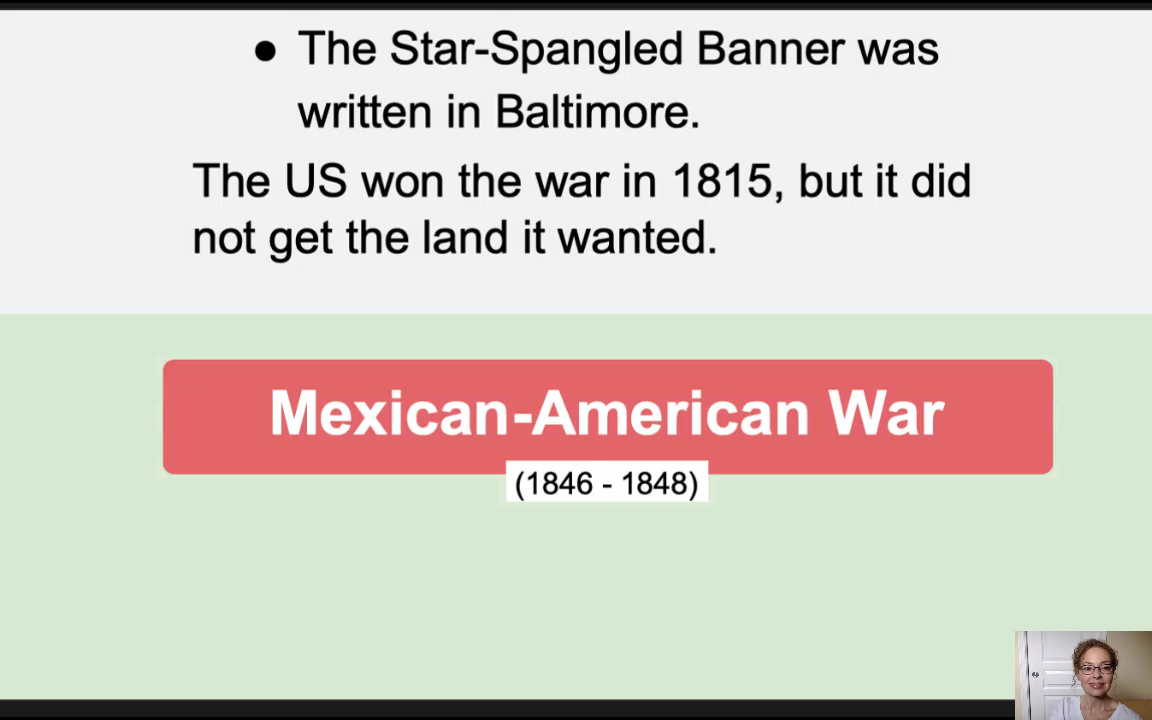 ● The Star-Spangled Banner was
written in Baltimore.
The US won the war in 1815, but it did
not get the land it wanted.
Mexican-American War
(1846 - 1848)